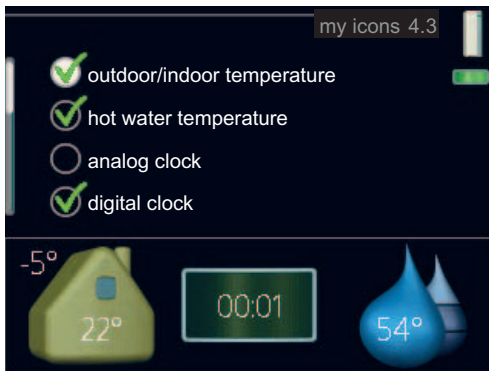 my icons 4.3
outdoor/indoor temperature
hot water temperature
analog clock
digital clock
-5°
22°
00:01
54°